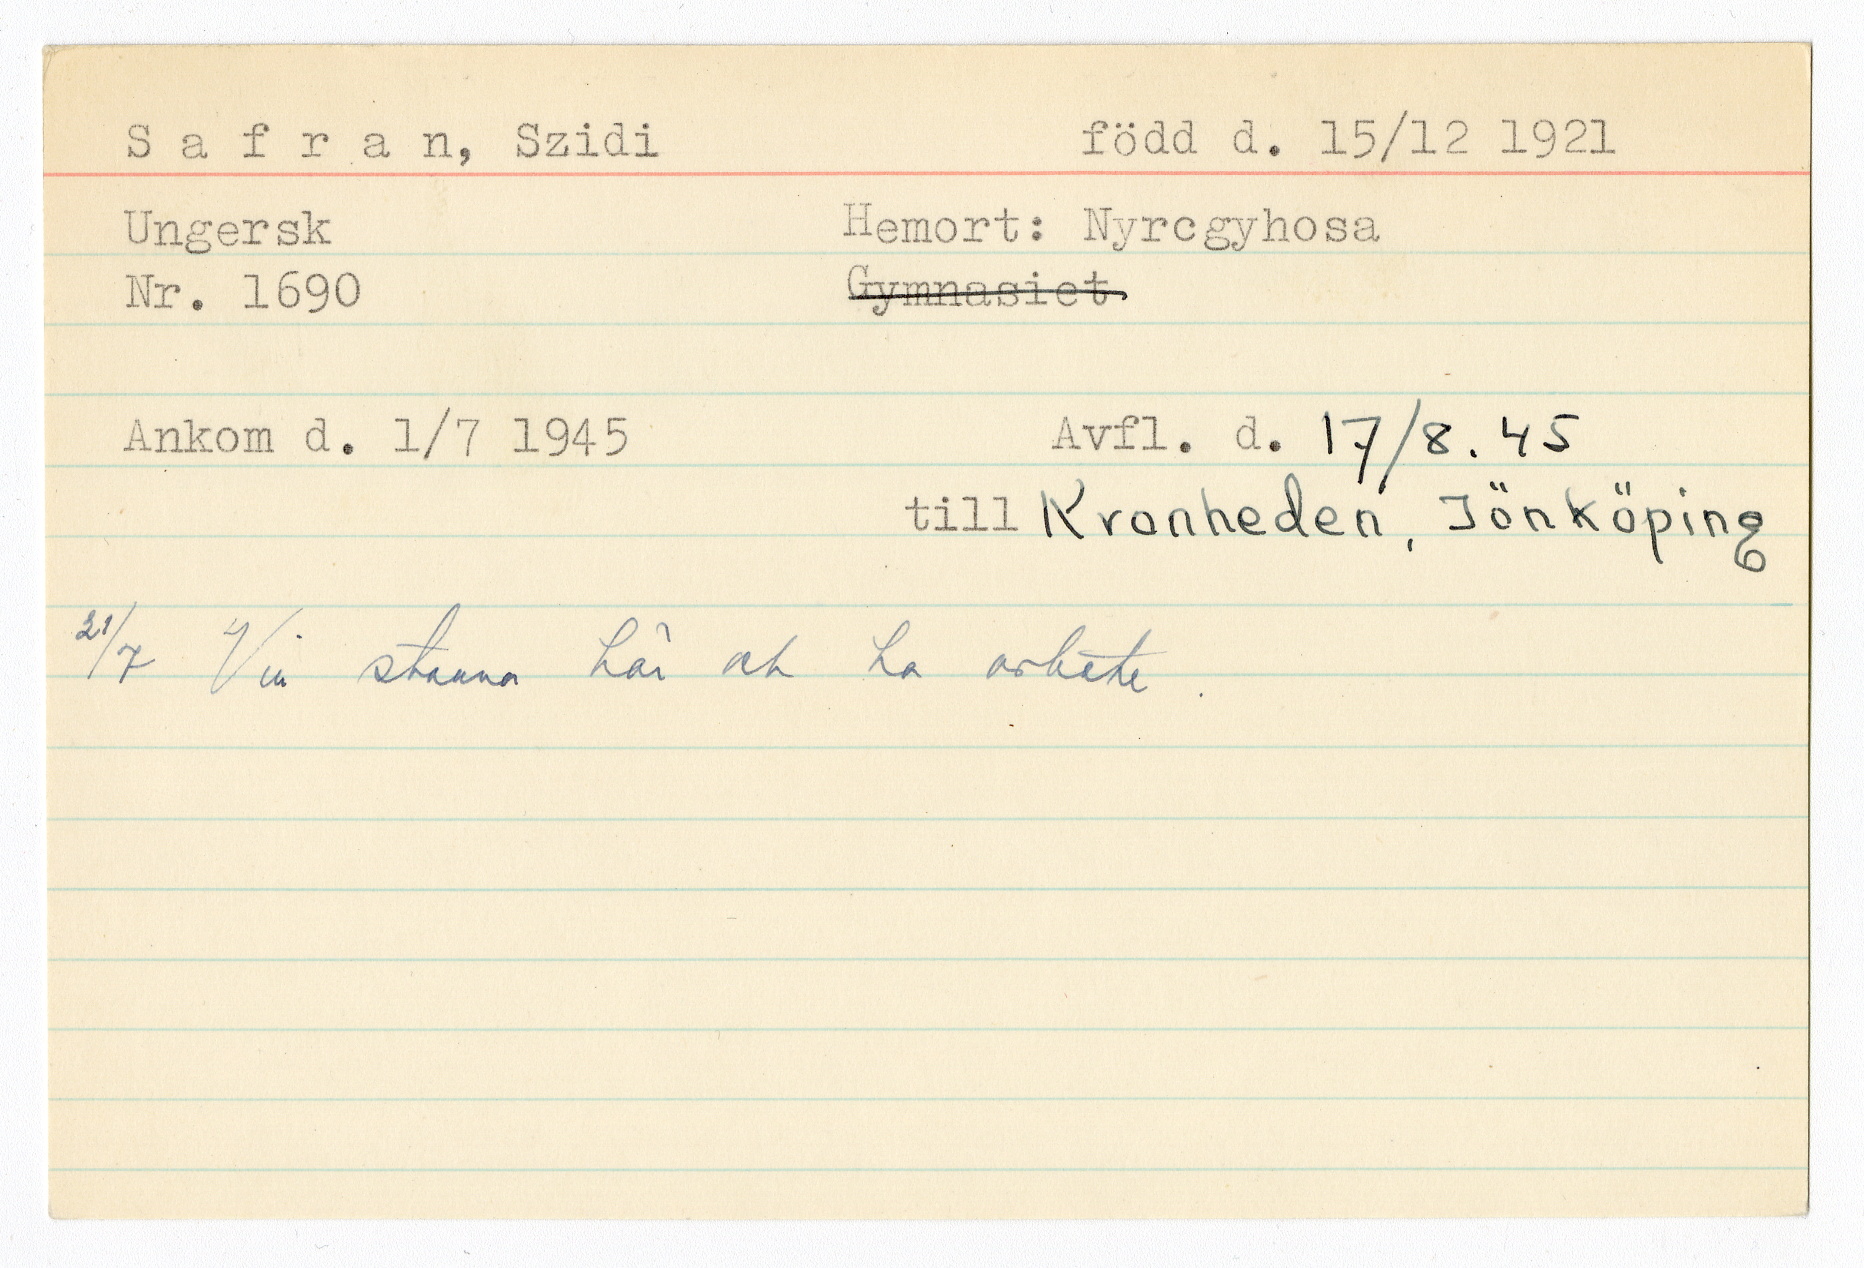 S a f r a n, Szidi född d. 15/12 1921
Ungersk Hemort: Nyrcgyhosa
Nr. 1690 Gymnasiet
Ankom d. 1/7 1945 Avfl. d. 17/8.45
till Kronheden, Jönköping
21/7 Vill stanna här och ha arbete.